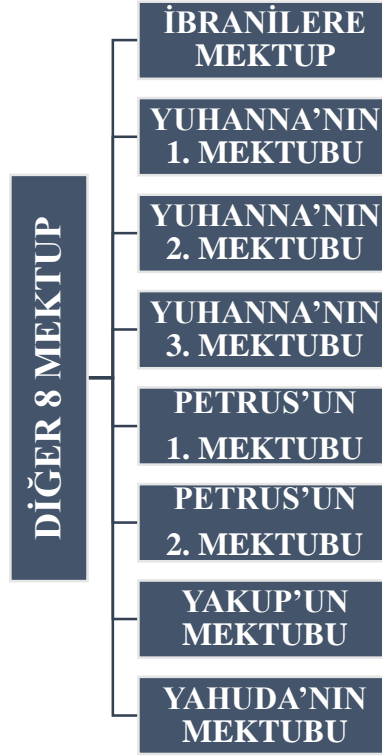 DİĞER 8 MEKTUP
İBRANİLERE
MEKTUP
YUHANNA’NIN
1. MEKTUBU
YUHANNA’NIN
2. MEKTUBU
YUHANNA’NIN
3. MEKTUBU
PETRUS’UN
1. MEKTUBU
PETRUS’UN
2. MEKTUBU
YAKUP’UN
MEKTUBU
YAHUDA’NIN
MEKTUBU